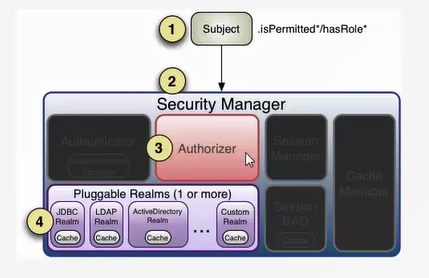 1
Subject
.isPermitted*/hasRole*
2
Security Manager
Authenticator
3
Authorizer
Session
Manager
Cache
Manager
Pluggable Realms (1 or more)
4
JDBC
Realm
Cache
LDAP
Realm
Cache
ActiveDirectory
Realm
Cache
...
Custom
Realm
Cache
Session
DAO
Cache